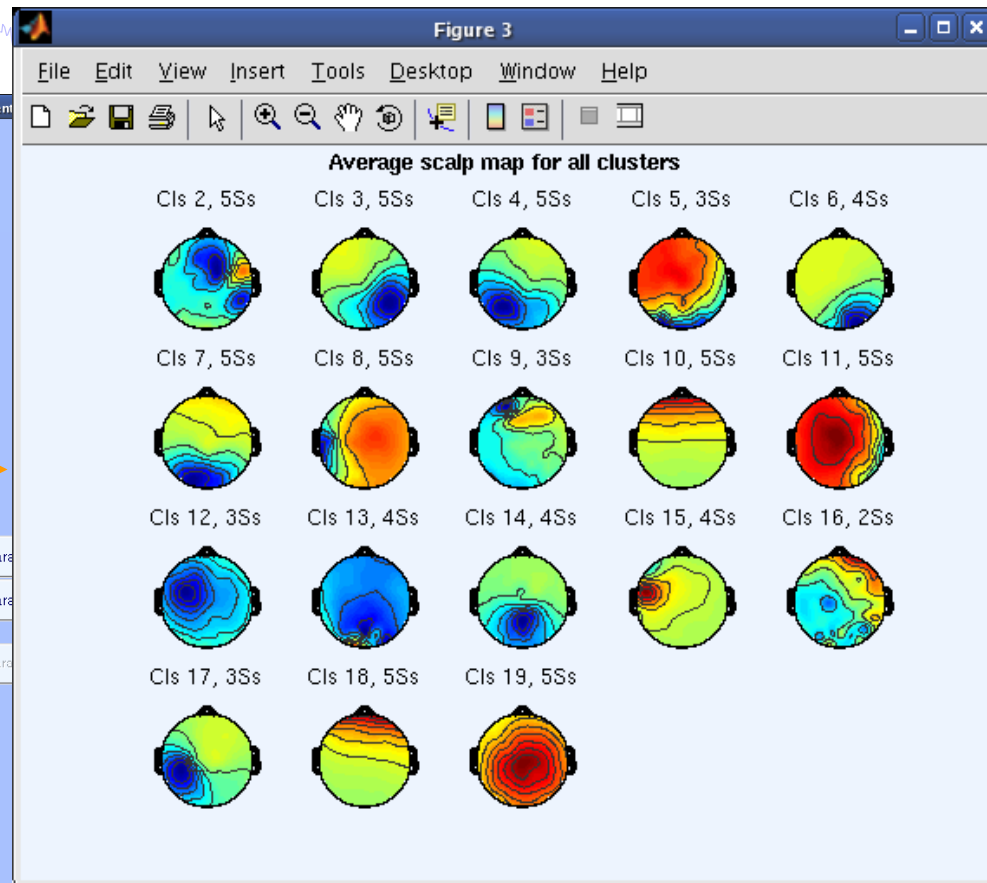 Figure 3
File Edit View Insert Tools Desktop Window Help
Average scalp map for all clusters
Cls 2, 5Ss Cls 3, 5Ss Cls 4, 5Ss Cls 5, 3Ss Cls 6, 4Ss
Cls 7, 5Ss Cls 8, 5Ss Cls 9, 3Ss Cls 10, 5Ss Cls 11, 5Ss
Cls 12, 3Ss Cls 13, 4Ss Cls 14, 4Ss Cls 15, 4Ss Cls 16, 2Ss
Cls 17, 3Ss Cls 18, 5Ss Cls 19, 5Ss